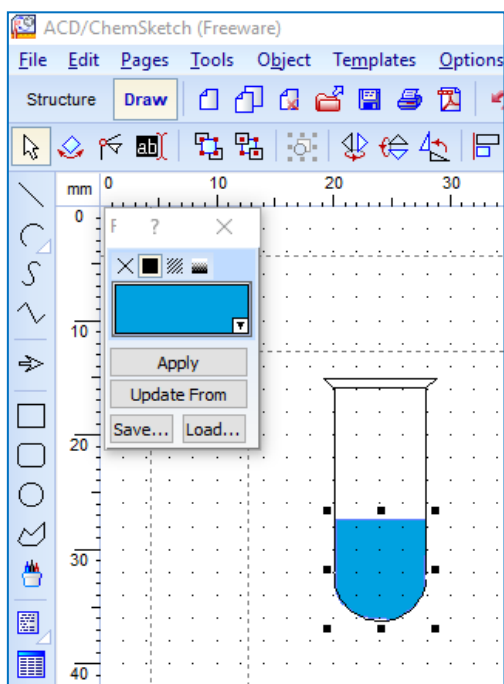 ACD/ChemSketch (Freeware)
File Edit Pages Tools Object Templates Options
Structure Draw
ab
mm 0 10 20 30
0
F ? 
10
Apply
Update From
Save... Load...
20
30
40